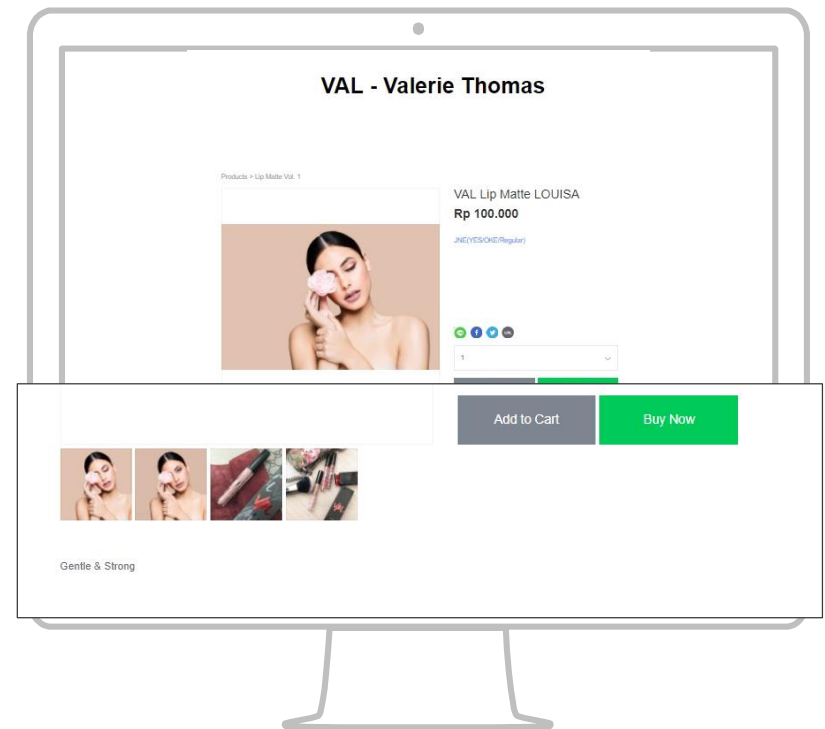 VAL - Valerie Thomas
Products > Lip Matte Vol. 1
VAL Lip Matte LOUISA
Rp 100.000
JNE(YES/OKE/Regular)
1
Add to Cart
Buy Now
Gentle & Strong